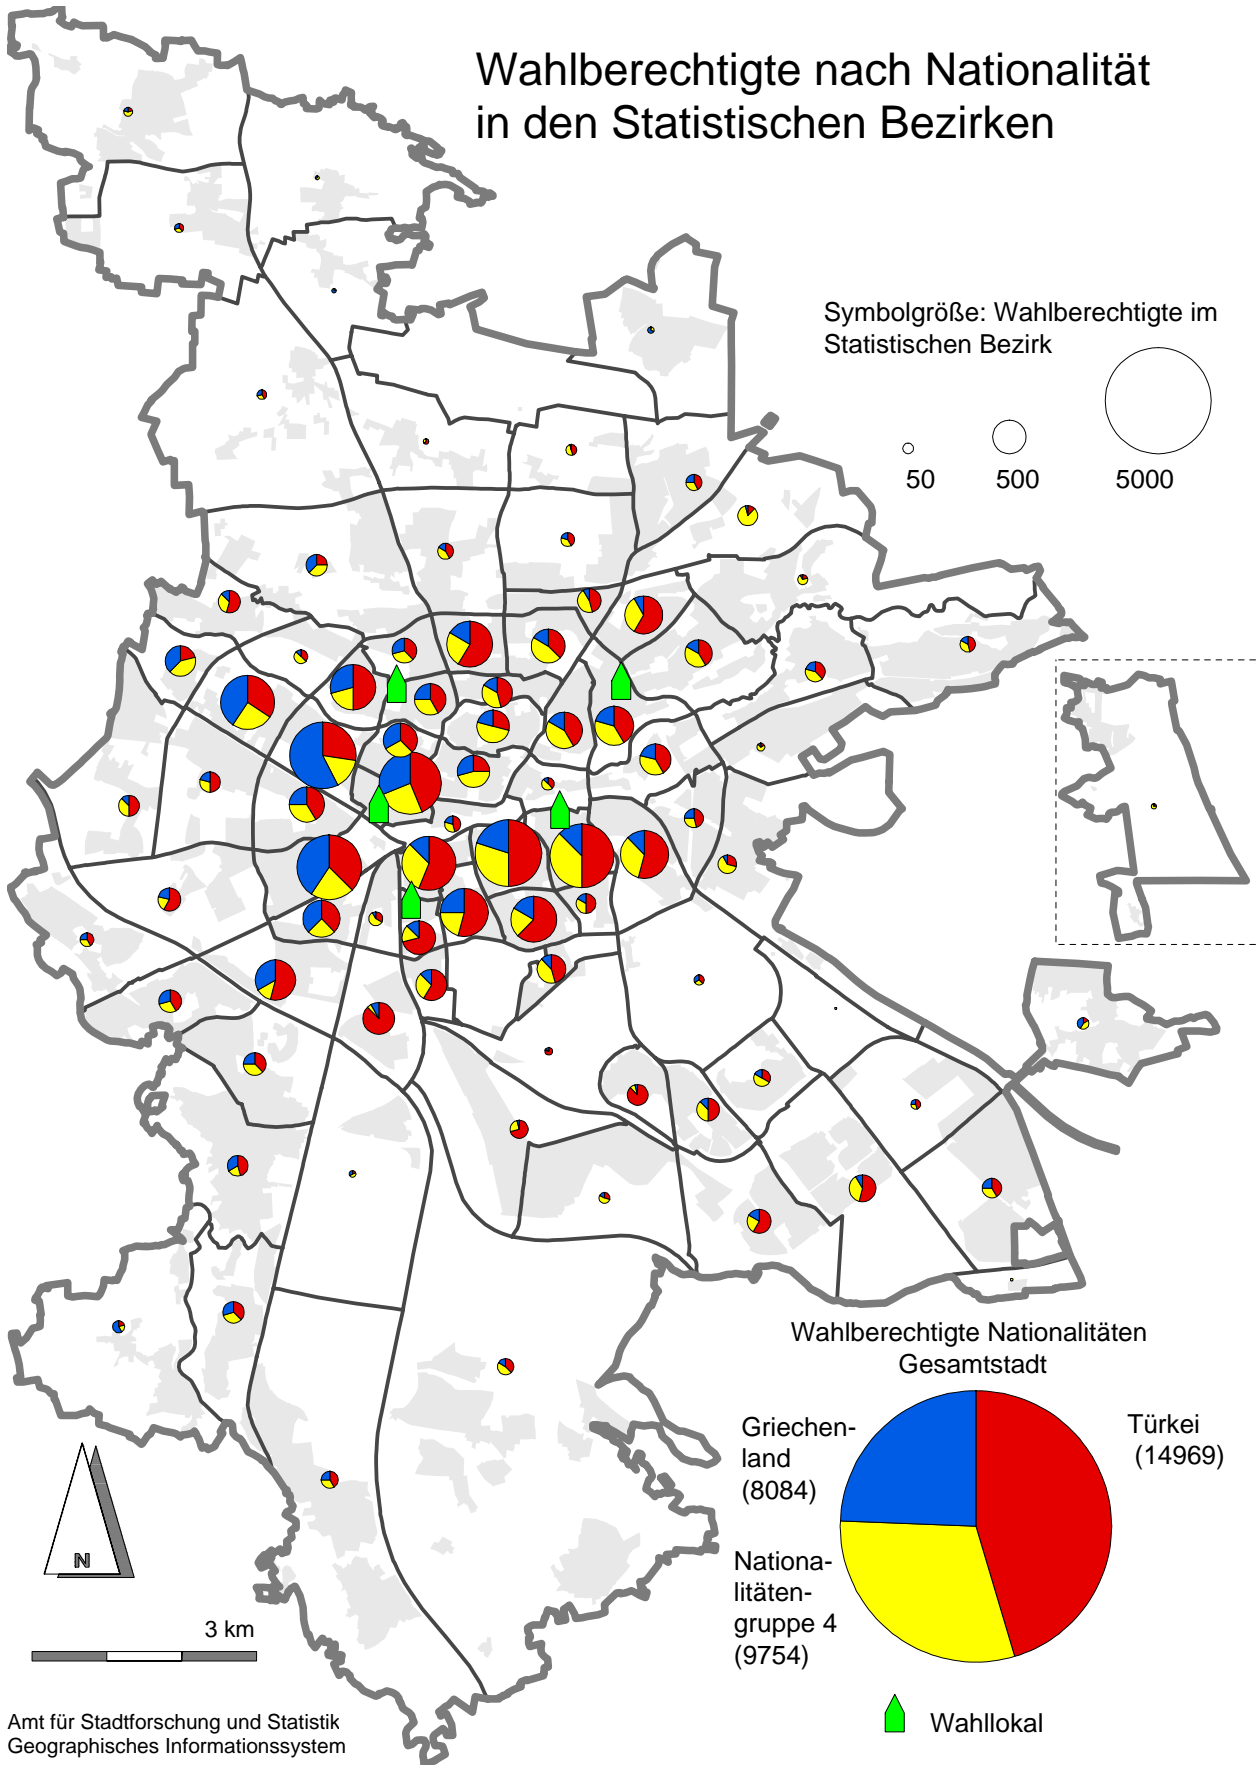 Wahlberechtigte nach Nationalität
in den Statistischen Bezirken
Symbolgröße: Wahlberechtigte im
Statistischen Bezirk
50 500 5000
Wahlberechtigte Nationalitäten
Gesamtstadt
Griechen-
land
(8084)
Türkei
(14969)
Nationa-
litäten-
gruppe 4
(9754)
Wahllokal
N
3 km
Amt für Stadtforschung und Statistik
Geographisches Informationssystem